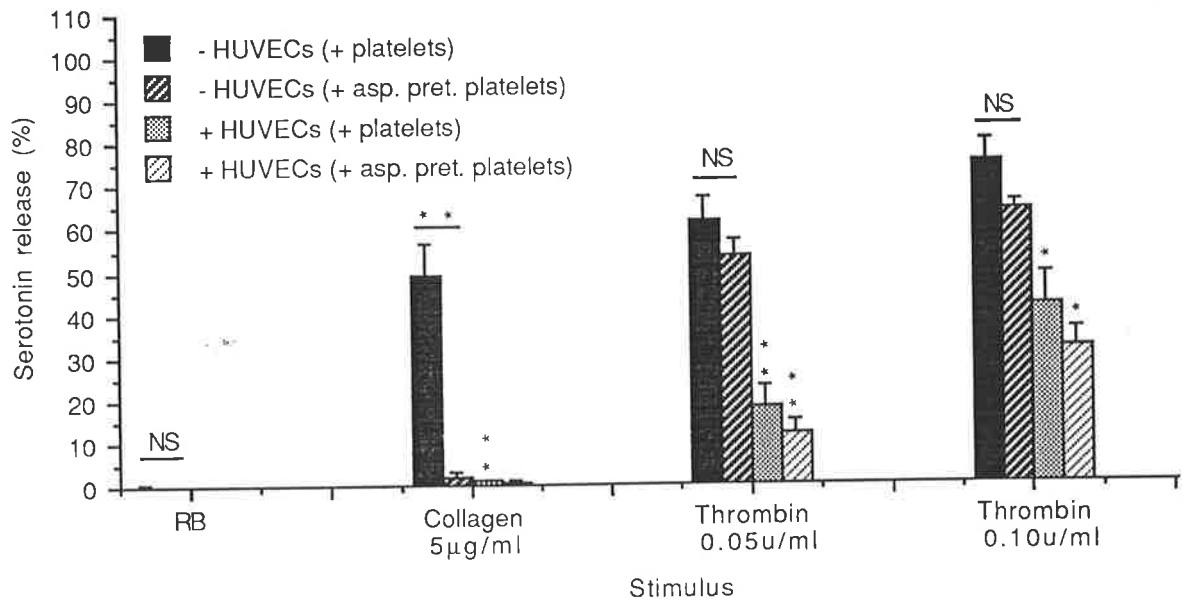 110
100
90
80
70
60
50
40
30
20
10
0
Serotonin release (%)
- HUVECs (+ platelets)
- HUVECs (+ asp. pret. platelets)
+ HUVECs (+ platelets)
+ HUVECs (+ asp. pret. platelets)
NS
* *
*
*
NS
*
*
*
*
NS
*
*
RB
Collagen
5µg/ml
Thrombin
0.05u/ml
Thrombin
0.10u/ml
Stimulus